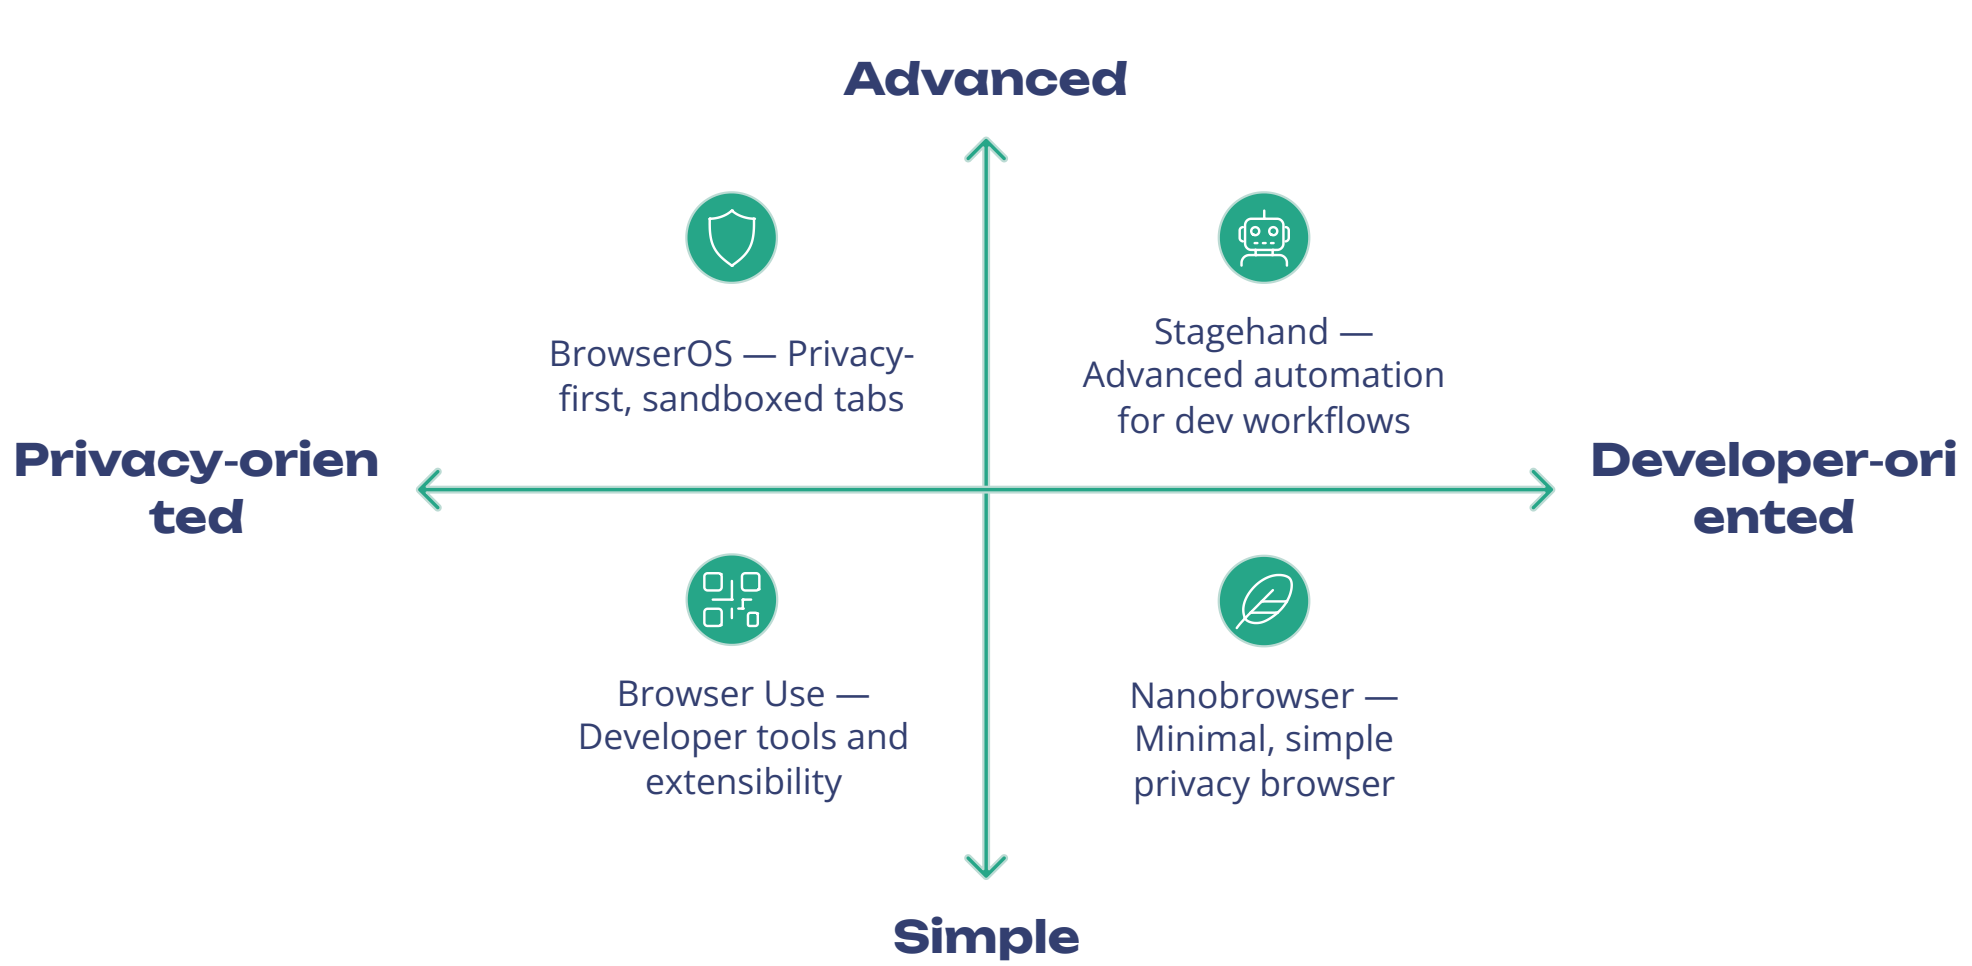 Advanced
BrowserOS — Privacy-
first, sandboxed tabs
Stagehand —
Advanced automation
for dev workflows
Privacy-orien
ted
Developer-ori
ented
Browser Use —
Developer tools and
extensibility
Nanobrowser —
Minimal, simple
privacy browser
Simple